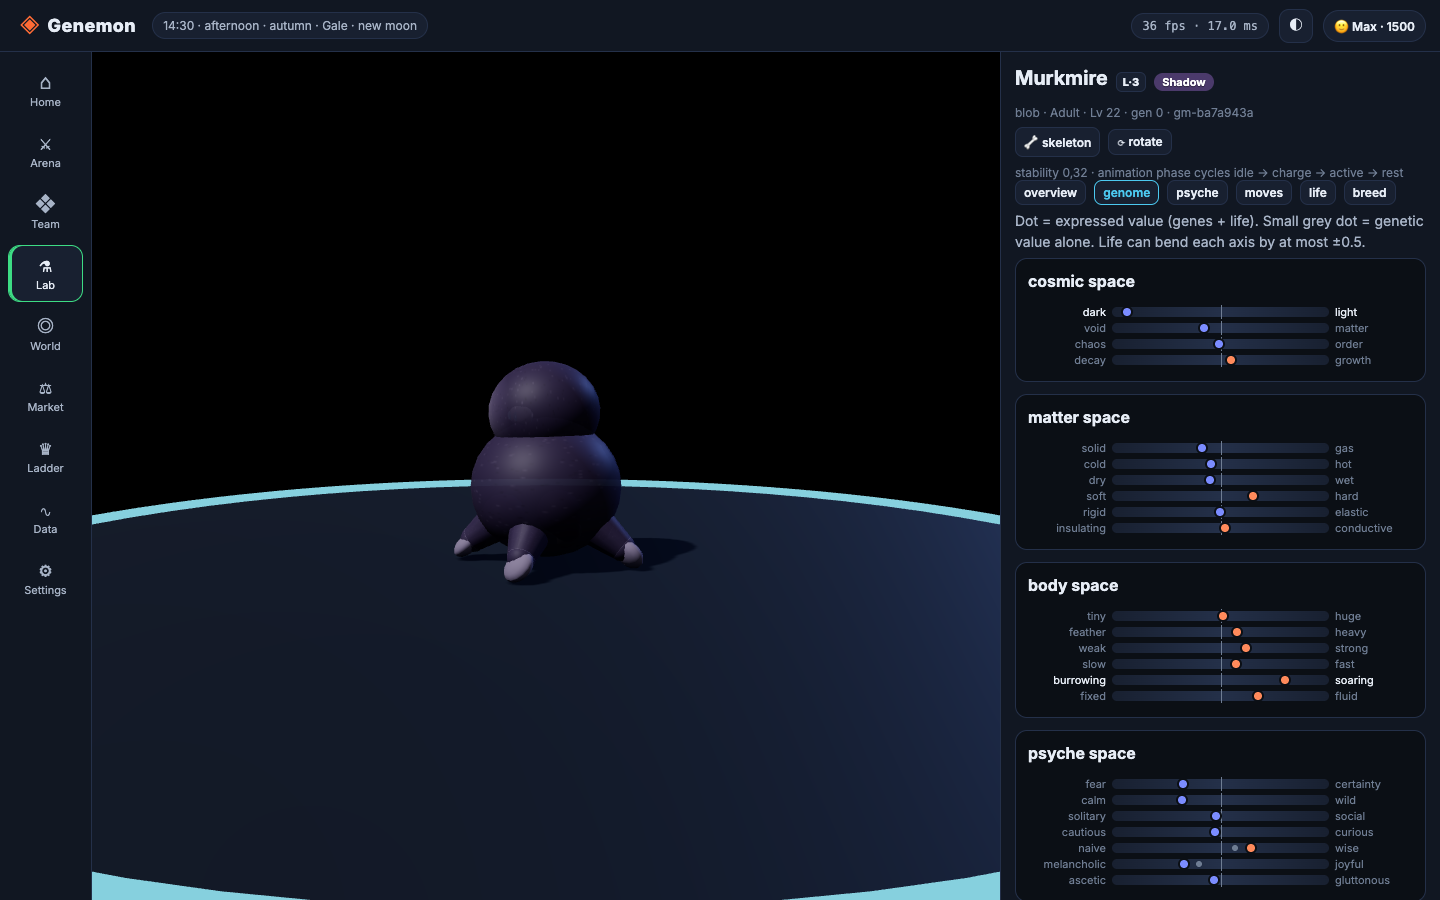 Genemon
14:30 · afternoon · autumn · Gale · new moon
36 fps · 17.0 ms
Max · 1500
Home
Arena
Team
Lab
World
Market
Ladder
Data
Settings
Murkmire L·3 Shadow
blob · Adult · Lv 22 · gen 0 · gm-ba7a943a
skeleton
rotate
stability 0,32 · animation phase cycles idle → charge → active → rest
overview genome psyche moves life breed
Dot = expressed value (genes + life). Small grey dot = genetic
value alone. Life can bend each axis by at most ±0.5.
cosmic space
dark light
void matter
chaos order
decay growth
matter space
solid gas
cold hot
dry wet
soft hard
rigid elastic
insulating conductive
body space
tiny huge
feather heavy
weak strong
slow fast
burrowing soaring
fixed fluid
psyche space
fear certainty
calm wild
solitary social
cautious curious
naive wise
melancholic joyful
ascetic gluttonous